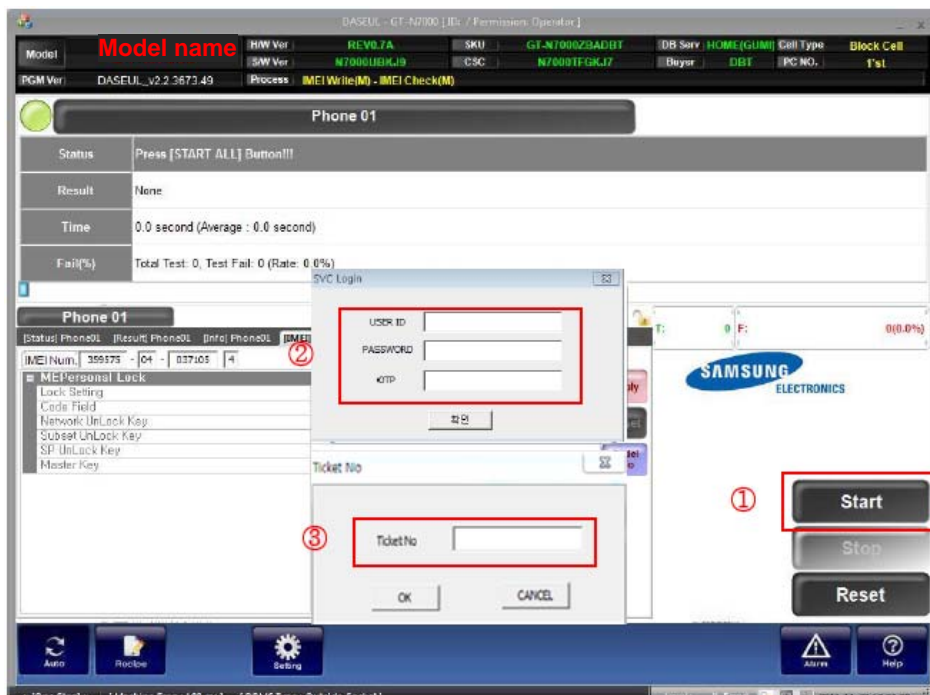 DASEUL - GT-N7000 [ IDs: / Permission: Operator ]
Model Model name H/W Ver REV0.7A SKU GT-N7000ZBADBT DB Serv HOME(GUMI) Cell Type Block Cell
S/W Ver N7000UBKJ9 CSC N7000TFGKJ7 Buyer DBT PC NO. 1'st
PGM Ver DASEUL_v2.2.3673.49 Process IMEI Write(M) - IMEI Check(M)
Phone 01
Status Press [START ALL] Button!!!
Result None
Time 0.0 second (Average : 0.0 second)
Fail(%) Total Test: 0, Test Fail: 0 (Rate: 0.0%)
SVC Login
USER ID
PASSWORD
OTP
②
확인
Phone 01
[Status] Phone01 [Result] Phone01 [Info] Phone01
IMEI Num. 359575 - 04 - 037105 4
MEPersonal Lock
Lock Setting
Code Field
Network UnLock Key
Subset UnLock Key
SP UnLock Key
Master Key
T: 0 F: 0(0.0%)
SAMSUNG
ELECTRONICS
Ticket No
③ Ticket No
OK CANCEL
① Start
Stop
Reset
Auto Recipe Setting Alarm Help